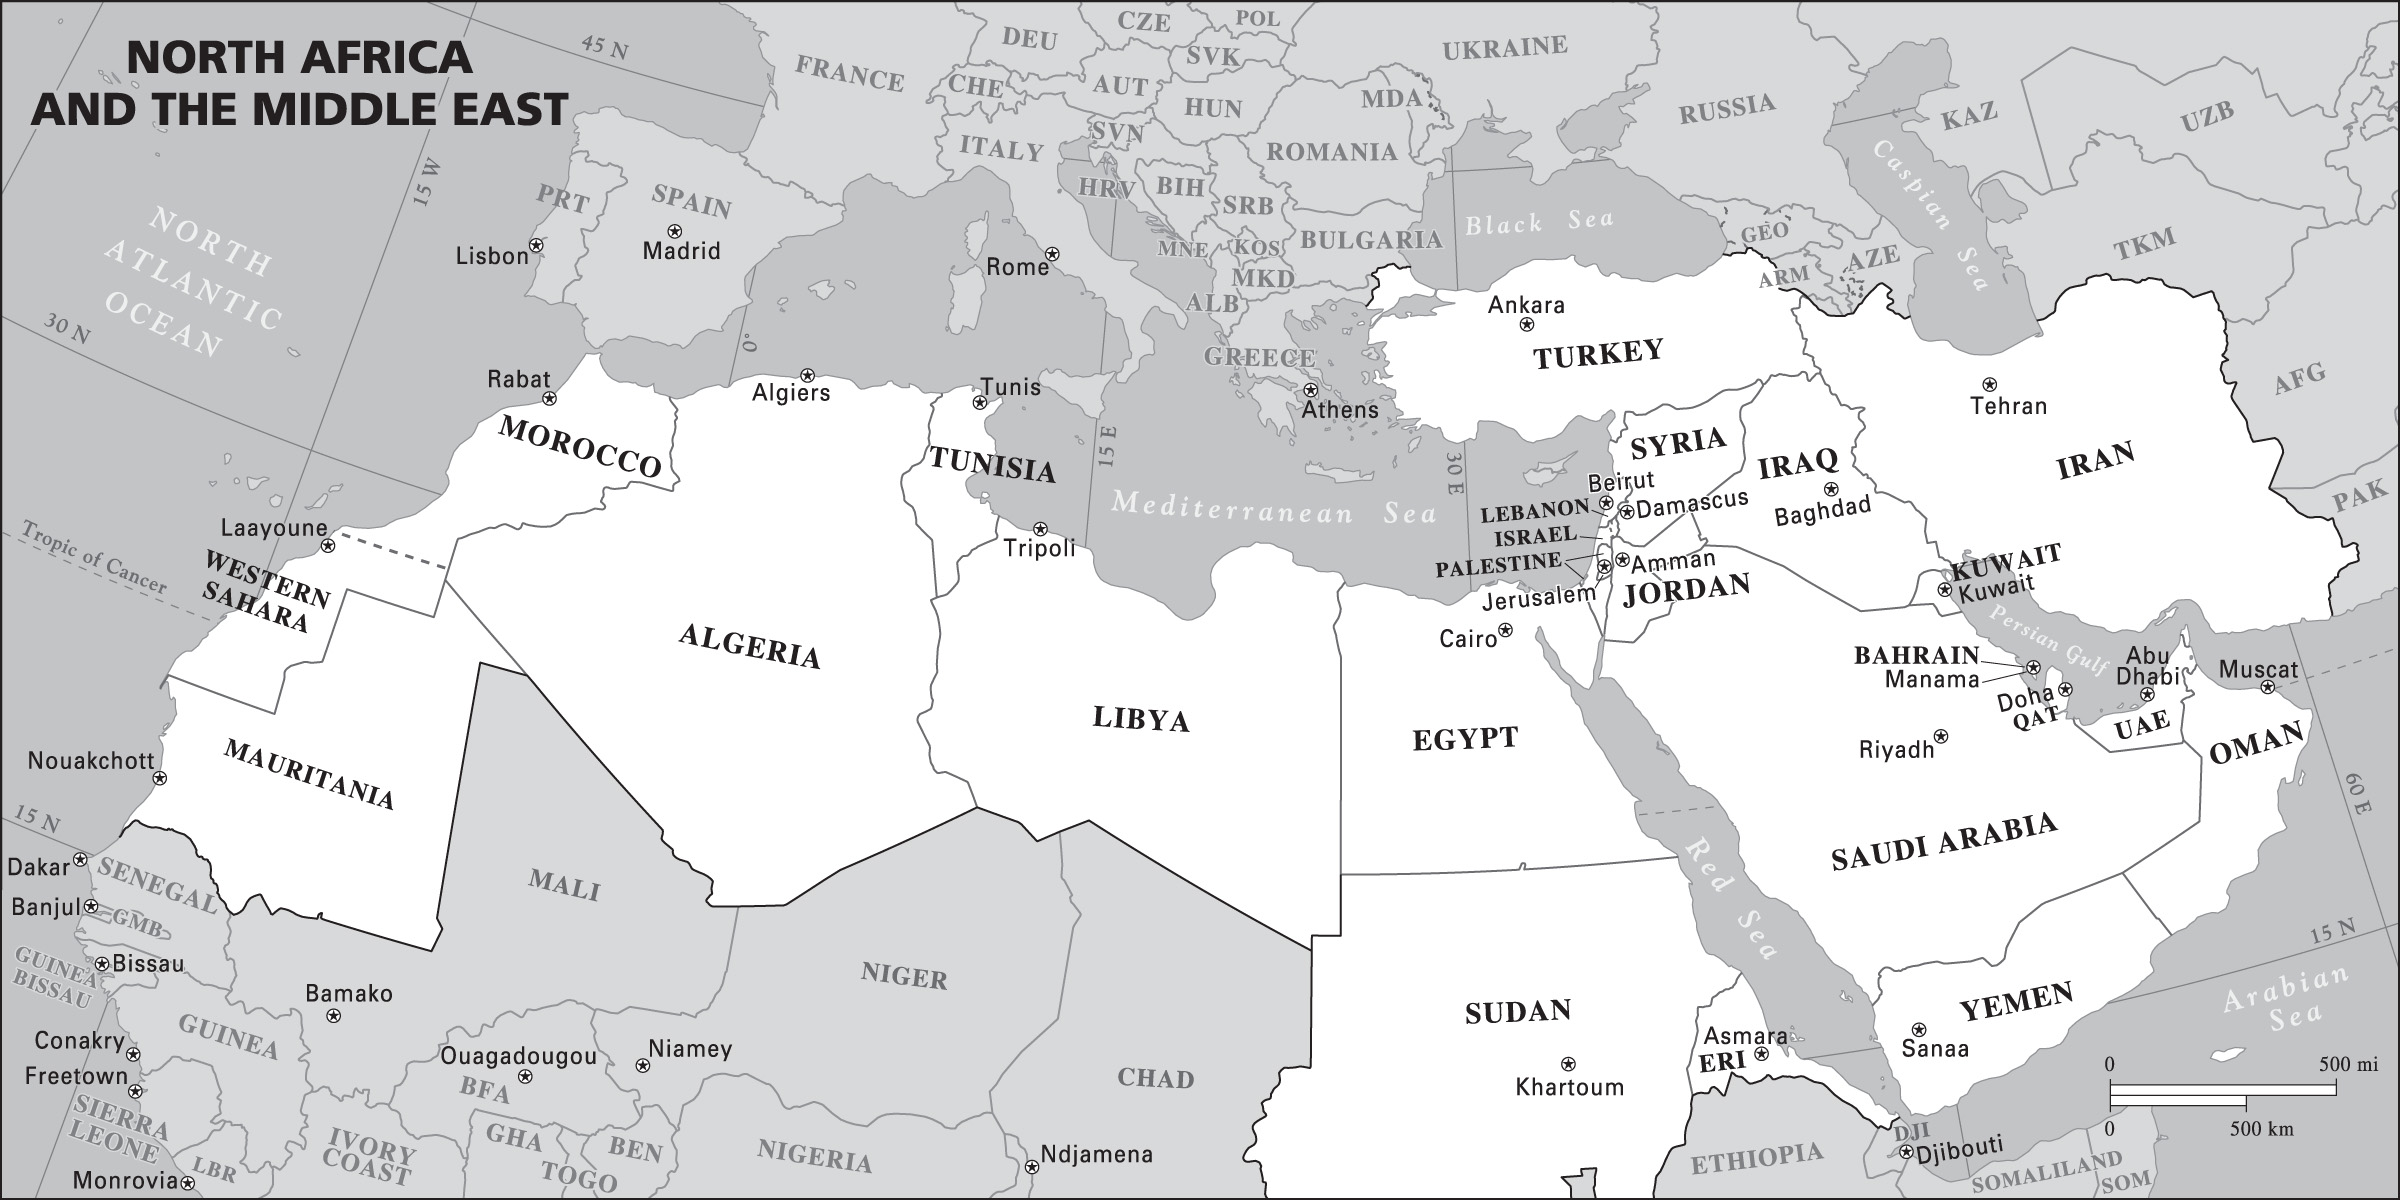 NORTH AFRICA
AND THE MIDDLE EAST
45 N
15 W
FRANCE
DEU
CZE
POL
SVK
UKRAINE
CHE
AUT
HUN
MDA
RUSSIA
KAZ
UZB
ITALY
SVN
ROMANIA
Caspian Sea
PRT
SPAIN
HRV
BIH
SRB
Black Sea
NORTH
ATLANTIC
OCEAN
Lisbon
Madrid
Rome
MNE
KOS
BULGARIA
GEO
AZE
TKM
MKD
ARM
ALB
Ankara
30 N
0°
GREECE
TURKEY
AFG
Rabat
Algiers
Tunis
Athens
Tehran
MOROCCO
TUNISIA
15 E
30 E
SYRIA
IRAQ
IRAN
PAK
Beirut
Damascus
Baghdad
Mediterranean Sea
LEBANON
ISRAEL
PALESTINE
Laayoune
Tripoli
Tropic of Cancer
WESTERN
SAHARA
Amman
JORDAN
Jerusalem
KUWAIT
Kuwait
Cairo
Persian Gulf
ALGERIA
LIBYA
EGYPT
BAHRAIN
Manama
Doha
QAT
Abu
Dhabi
UAE
Muscat
OMAN
Riyadh
60 E
Nouakchott
MAURITANIA
SAUDI ARABIA
15 N
Dakar
SENEGAL
MALI
Red Sea
Banjul
GMB
15 N
GUINEA
BISSAU
Bissau
Bamako
NIGER
SUDAN
YEMEN
Arabian
Sea
Conakry
GUINEA
Ouagadougou
Niamey
Asmara
ERI
Sanaa
Freetown
BFA
CHAD
Khartoum
0 500 mi
0 500 km
SIERRA
LEONE
IVORY
COAST
GHA
TOGO
BEN
NIGERIA
Ndjamena
ETHIOPIA
DJI
Djibouti
LBR
Monrovia
SOMALILAND
SOM